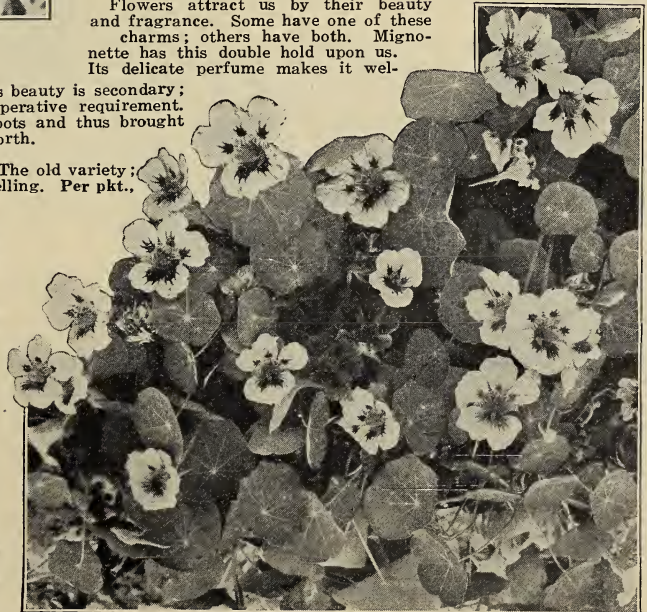 Flowers attract us by their beauty
and fragrance. Some have one of these
charms; others have both. Migno-
nette has this double hold upon us.
Its delicate perfume makes it wel-
s beauty is secondary;
perative requirement.
oots and thus brought
orth.
The old variety;
elling. Per pkt.,